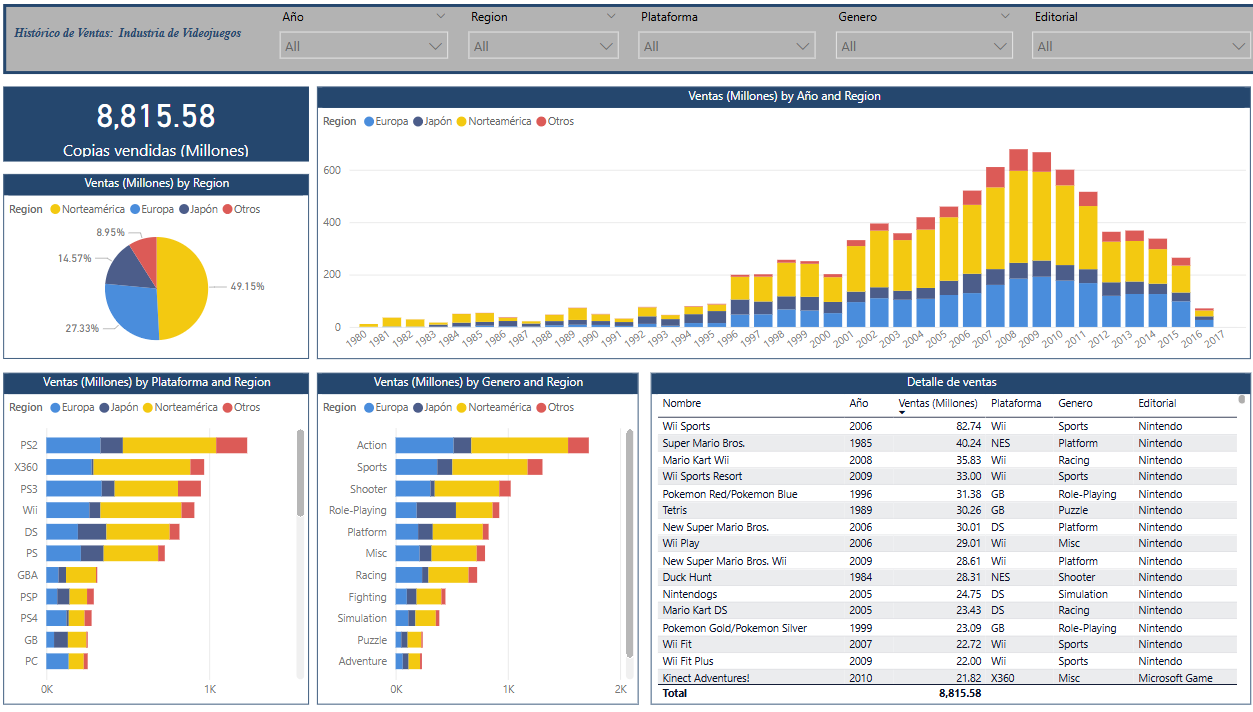 Histórico de Ventas: Industria de Videojuegos
Año
All
Region
All
Plataforma
All
Genero
All
Editorial
All
8,815.58
Copias vendidas (Millones)
Ventas (Millones) by Region
Region Norteamérica Europa Japón Otros
8.95%
14.57%
49.15%
27.33%
Ventas (Millones) by Año and Region
Region Europa Japón Norteamérica Otros
600
400
200
0
1980 1981 1982 1983 1984 1985 1986 1987 1988 1989 1990 1991 1992 1993 1994 1995 1996 1997 1998 1999 2000 2001 2002 2003 2004 2005 2006 2007 2008 2009 2010 2011 2012 2013 2014 2015 2016 2017
Ventas (Millones) by Plataforma and Region
Region Europa Japón Norteamérica Otros
PS2
X360
PS3
Wii
DS
PS
GBA
PSP
PS4
GB
PC
0K 1K
Ventas (Millones) by Genero and Region
Region Europa Japón Norteamérica Otros
Action
Sports
Shooter
Role-Playing
Platform
Misc
Racing
Fighting
Simulation
Puzzle
Adventure
0K 1K 2K
Detalle de ventas
Nombre Año Ventas (Millones) Plataforma Genero Editorial
Wii Sports 2006 82.74 Wii Sports Nintendo
Super Mario Bros. 1985 40.24 NES Platform Nintendo
Mario Kart Wii 2008 35.83 Wii Racing Nintendo
Wii Sports Resort 2009 33.00 Wii Sports Nintendo
Pokemon Red/Pokemon Blue 1996 31.38 GB Role-Playing Nintendo
Tetris 1989 30.26 GB Puzzle Nintendo
New Super Mario Bros. 2006 30.01 DS Platform Nintendo
Wii Play 2006 29.01 Wii Misc Nintendo
New Super Mario Bros. Wii 2009 28.61 Wii Platform Nintendo
Duck Hunt 1984 28.31 NES Shooter Nintendo
Nintendogs 2005 24.75 DS Simulation Nintendo
Mario Kart DS 2005 23.43 DS Racing Nintendo
Pokemon Gold/Pokemon Silver 1999 23.09 GB Role-Playing Nintendo
Wii Fit 2007 22.72 Wii Sports Nintendo
Wii Fit Plus 2009 22.00 Wii Sports Nintendo
Kinect Adventures! 2010 21.82 X360 Misc Microsoft Game
Total 8,815.58